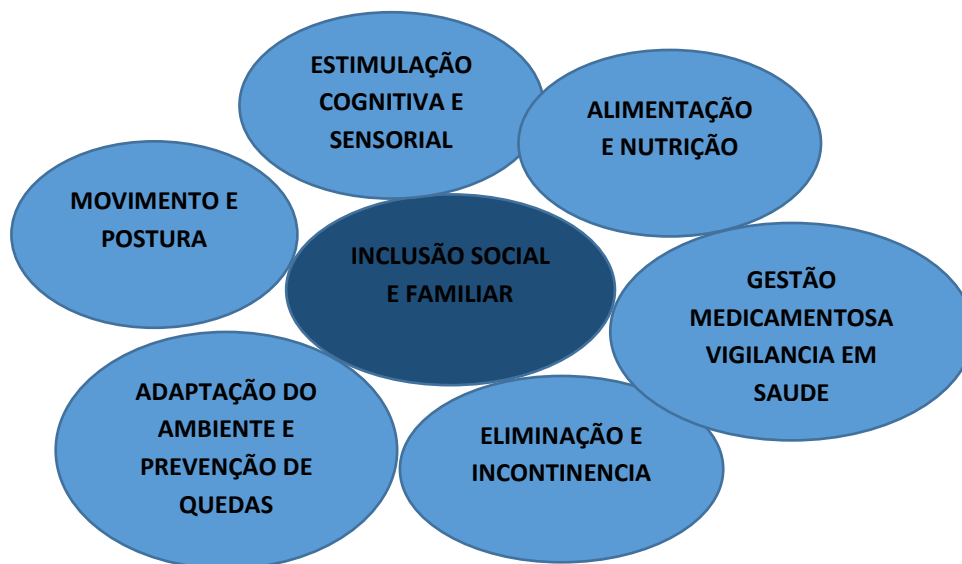 ESTIMULAÇÃO
COGNITIVA E
SENSORIAL
ALIMENTAÇÃO
E NUTRIÇÃO
MOVIMENTO E
POSTURA
INCLUSÃO SOCIAL
E FAMILIAR
GESTÃO
MEDICAMENTOSA
VIGILANCIA EM
SAUDE
ADAPTAÇÃO DO
AMBIENTE E
PREVENÇÃO DE
QUEDAS
ELIMINAÇÃO E
INCONTINENCIA